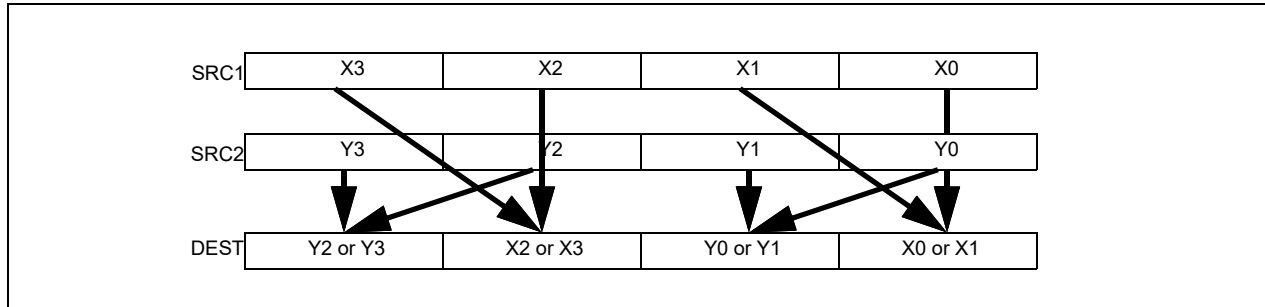 SRC1 X3 X2 X1 X0
SRC2 Y3 Y2 Y1 Y0
DEST Y2 or Y3 X2 or X3 Y0 or Y1 X0 or X1